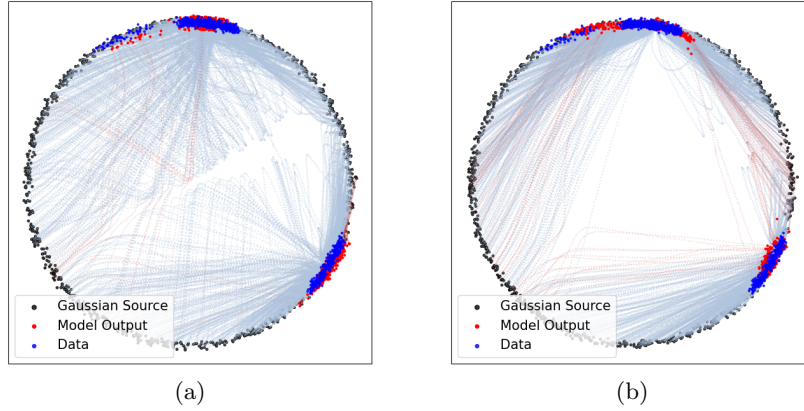 Gaussian Source
Model Output
Data
(a)
Gaussian Source
Model Output
Data
(b)